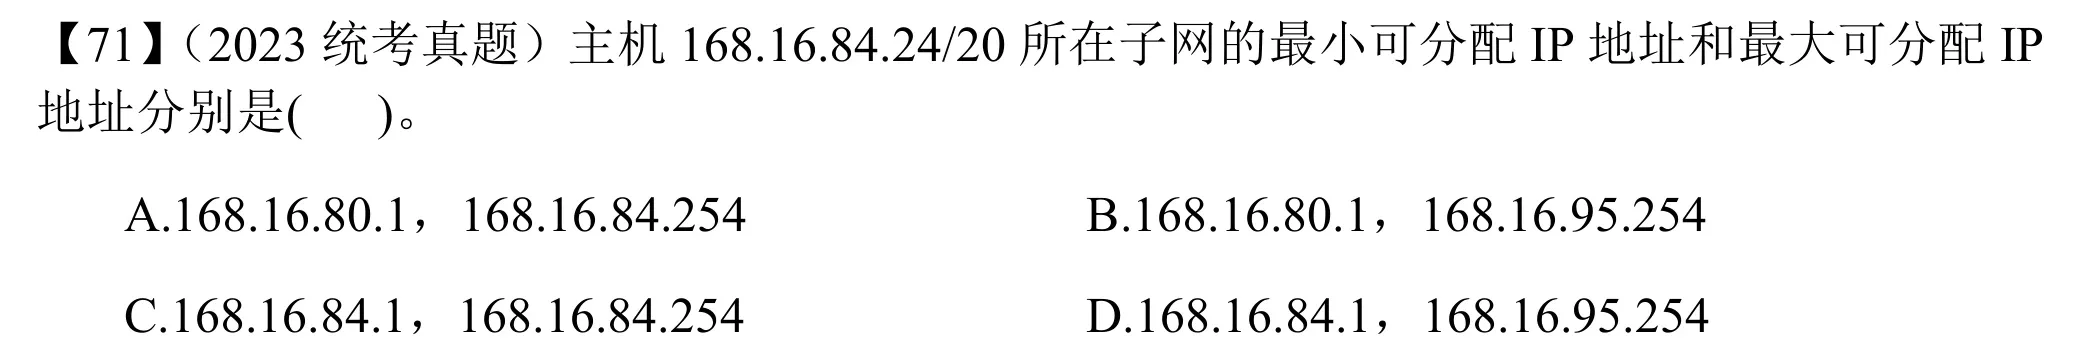 【71】（2023 统考真题）主机 168.16.84.24/20 所在子网的最小可分配 IP 地址和最大可分配 IP
地址分别是(  )。
A.168.16.80.1，168.16.84.254 B.168.16.80.1，168.16.95.254
C.168.16.84.1，168.16.84.254 D.168.16.84.1，168.16.95.254